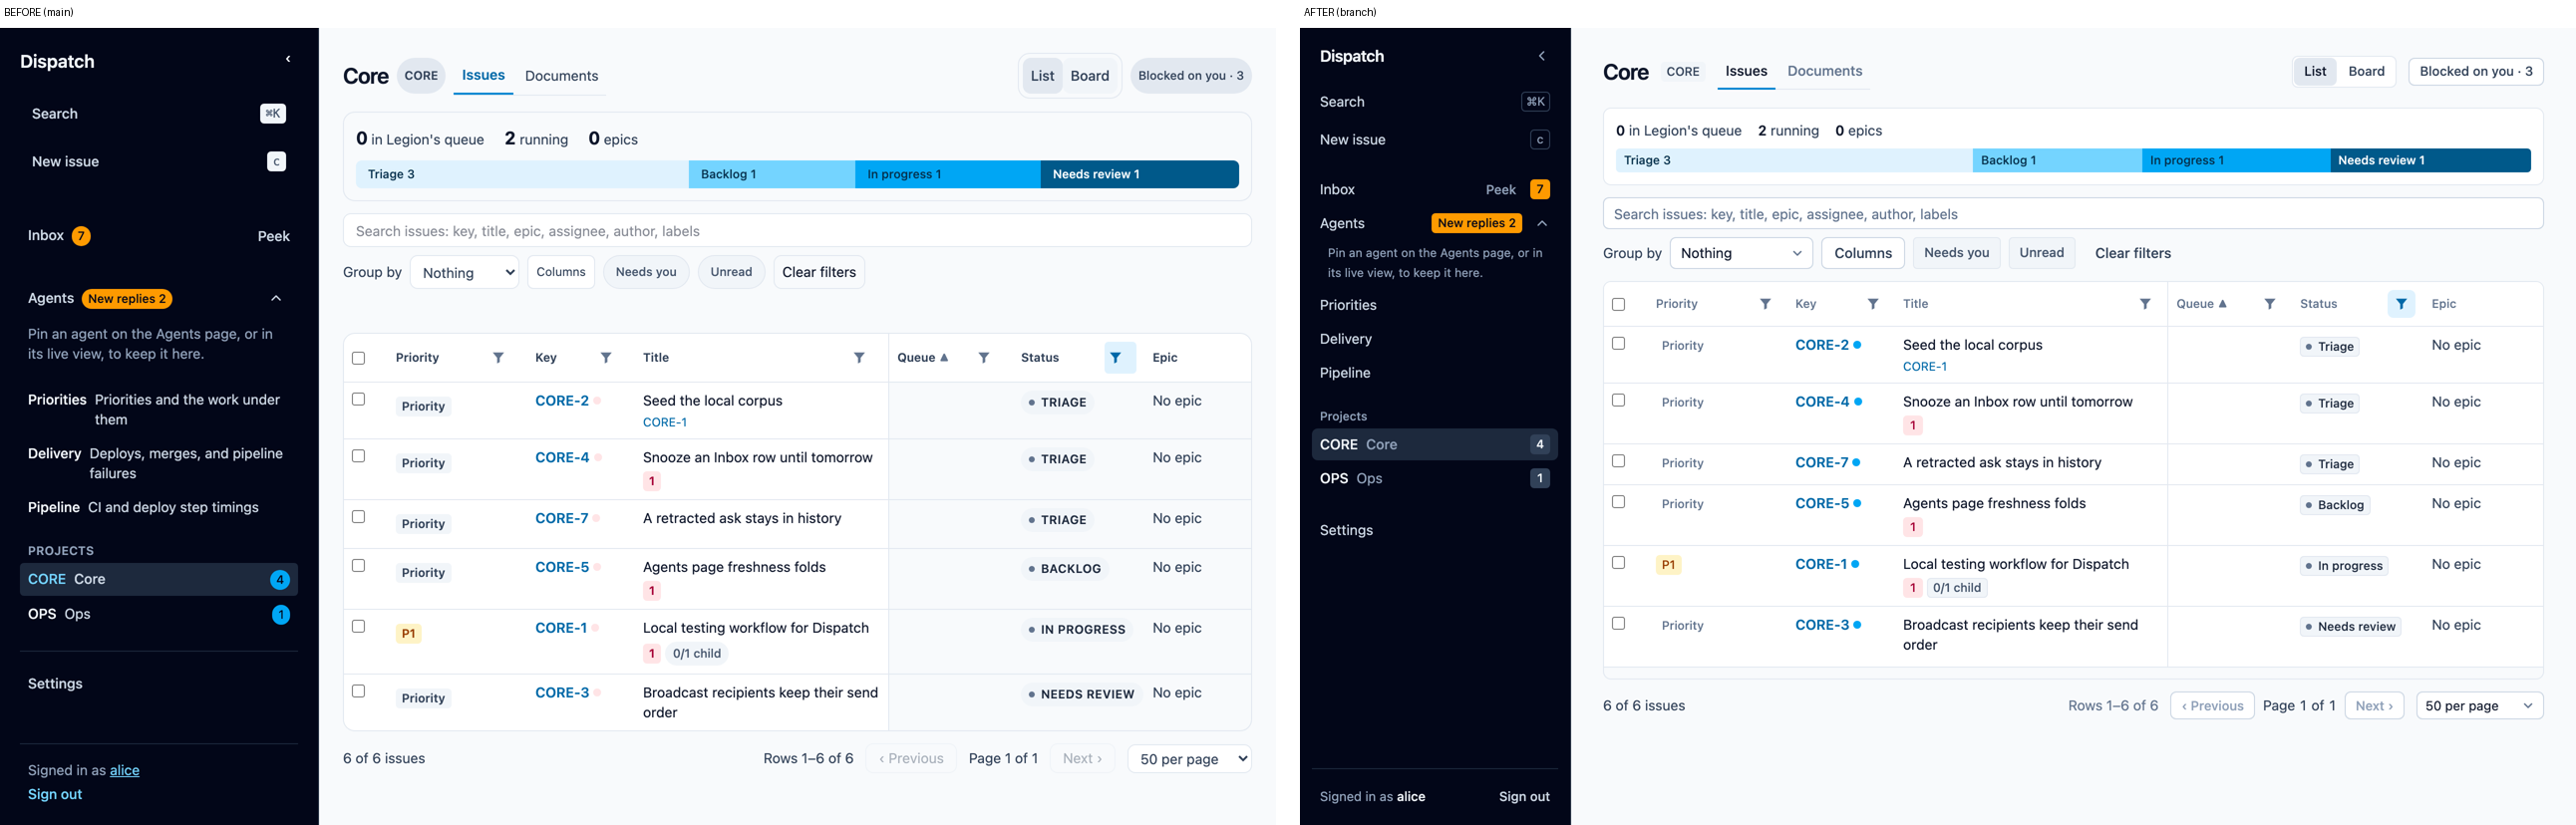 BEFORE (main)
Dispatch
Search ⌘K
New issue c
Inbox 7 Peek
Agents New replies 2
Pin an agent on the Agents page, or in
its live view, to keep it here.
Priorities Priorities and the work under
them
Delivery Deploys, merges, and pipeline
failures
Pipeline CI and deploy step timings
PROJECTS
CORE Core 4
OPS Ops 1
Settings
Signed in as alice
Sign out
Core CORE Issues Documents List Board Blocked on you · 3
0 in Legion's queue 2 running 0 epics
Triage 3 Backlog 1 In progress 1 Needs review 1
Search issues: key, title, epic, assignee, author, labels
Group by Nothing Columns Needs you Unread Clear filters
Priority Key Title Queue ▲ Status Epic
Priority CORE-2 Seed the local corpus TRIAGE No epic
CORE-1
Priority CORE-4 Snooze an Inbox row until tomorrow TRIAGE No epic
1
Priority CORE-7 A retracted ask stays in history TRIAGE No epic
Priority CORE-5 Agents page freshness folds BACKLOG No epic
1
P1 CORE-1 Local testing workflow for Dispatch IN PROGRESS No epic
1 0/1 child
Priority CORE-3 Broadcast recipients keep their send NEEDS REVIEW No epic
order
6 of 6 issues Rows 1–6 of 6 ‹ Previous Page 1 of 1 Next › 50 per page
AFTER (branch)
Dispatch
Search ⌘K
New issue c
Inbox Peek 7
Agents New replies 2
Pin an agent on the Agents page, or in
its live view, to keep it here.
Priorities
Delivery
Pipeline
Projects
CORE Core 4
OPS Ops 1
Settings
Signed in as alice Sign out
Core CORE Issues Documents List Board Blocked on you · 3
0 in Legion's queue 2 running 0 epics
Triage 3 Backlog 1 In progress 1 Needs review 1
Search issues: key, title, epic, assignee, author, labels
Group by Nothing Columns Needs you Unread Clear filters
Priority Key Title Queue ▲ Status Epic
Priority CORE-2 Seed the local corpus Triage No epic
CORE-1
Priority CORE-4 Snooze an Inbox row until tomorrow Triage No epic
1
Priority CORE-7 A retracted ask stays in history Triage No epic
Priority CORE-5 Agents page freshness folds Backlog No epic
1
P1 CORE-1 Local testing workflow for Dispatch In progress No epic
1 0/1 child
Priority CORE-3 Broadcast recipients keep their send Needs review No epic
order
6 of 6 issues Rows 1–6 of 6 ‹ Previous Page 1 of 1 Next › 50 per page